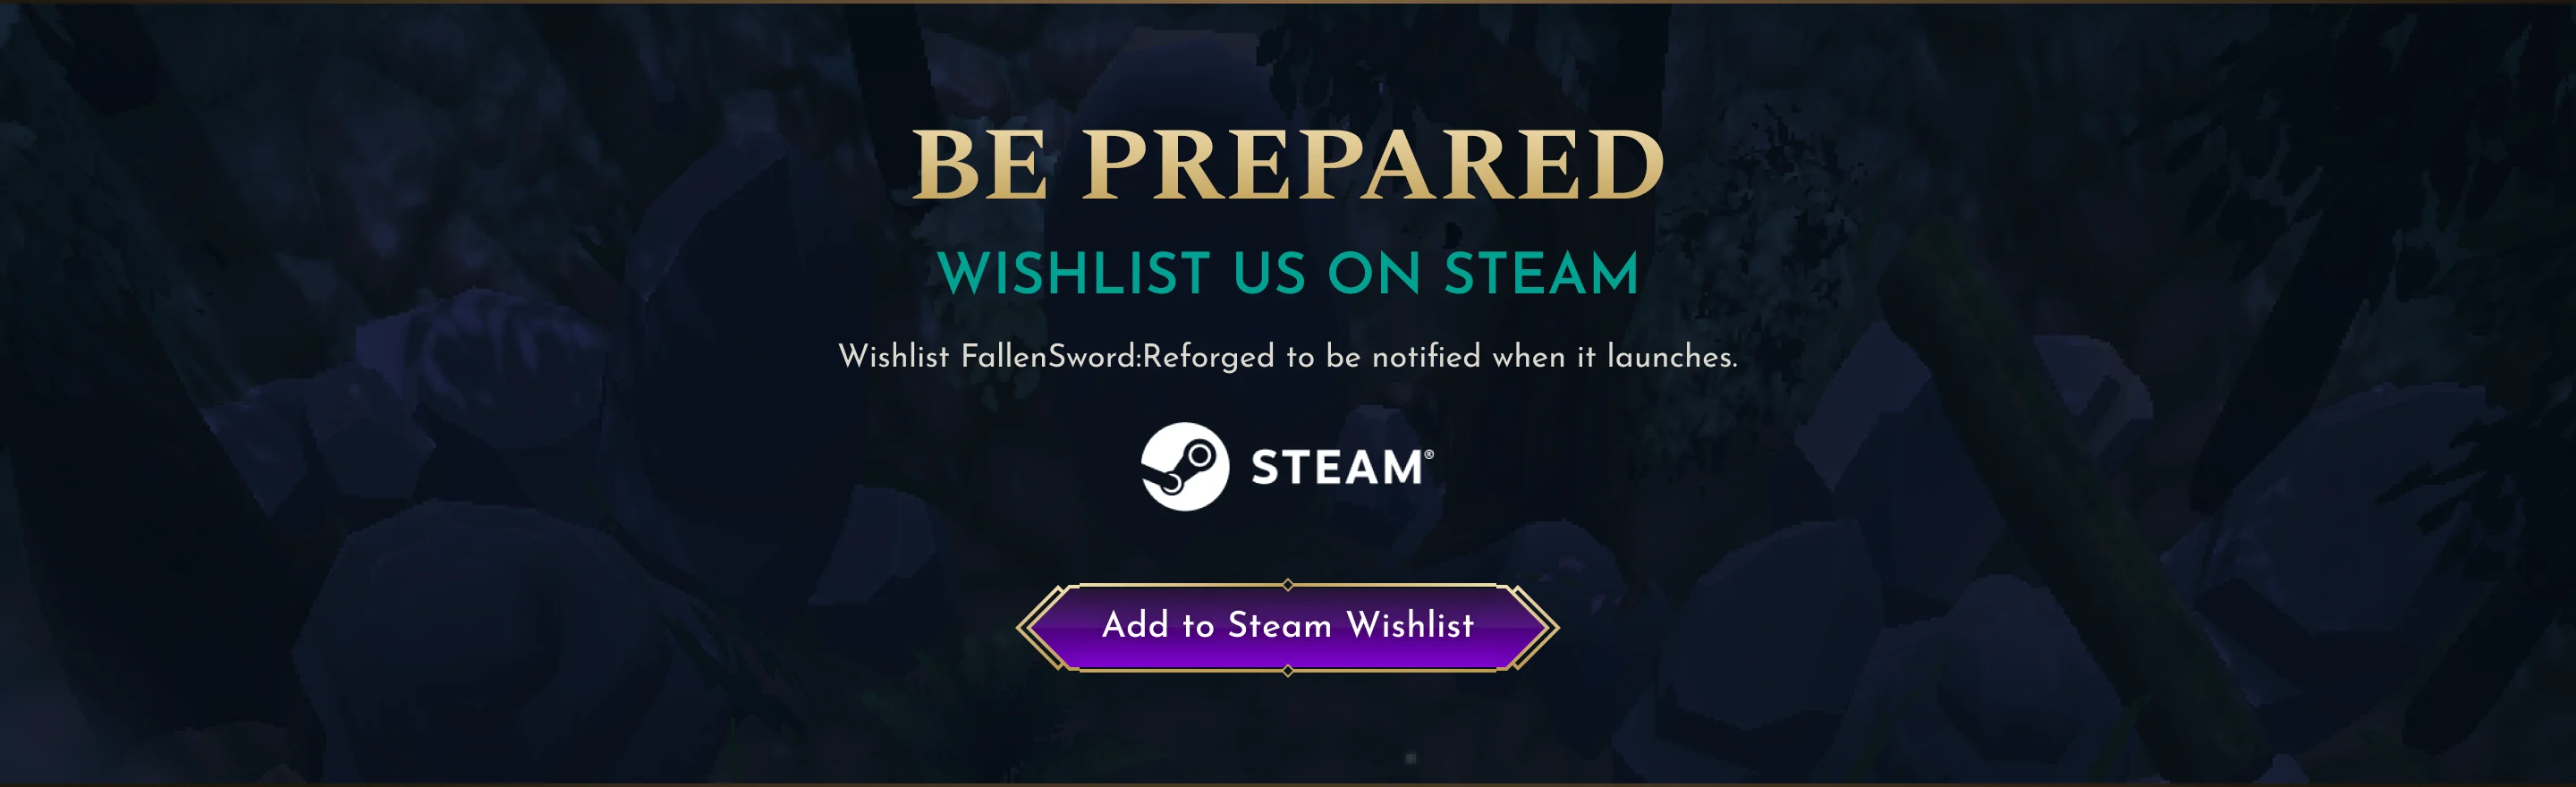 BE PREPARED
WISHLIST US ON STEAM
Wishlist FallenSword:Reforged to be notified when it launches.
STEAM®
Add to Steam Wishlist